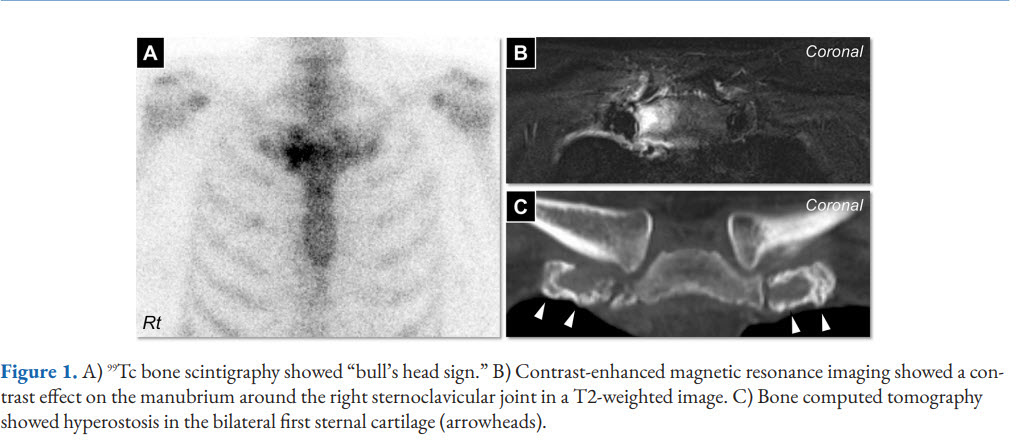 A
B
Coronal
C
Coronal
Rt
Figure 1. A) ⁹⁹Tc bone scintigraphy showed “bull’s head sign.” B) Contrast-enhanced magnetic resonance imaging showed a con-
trast effect on the manubrium around the right sternoclavicular joint in a T2-weighted image. C) Bone computed tomography
showed hyperostosis in the bilateral first sternal cartilage (arrowheads).